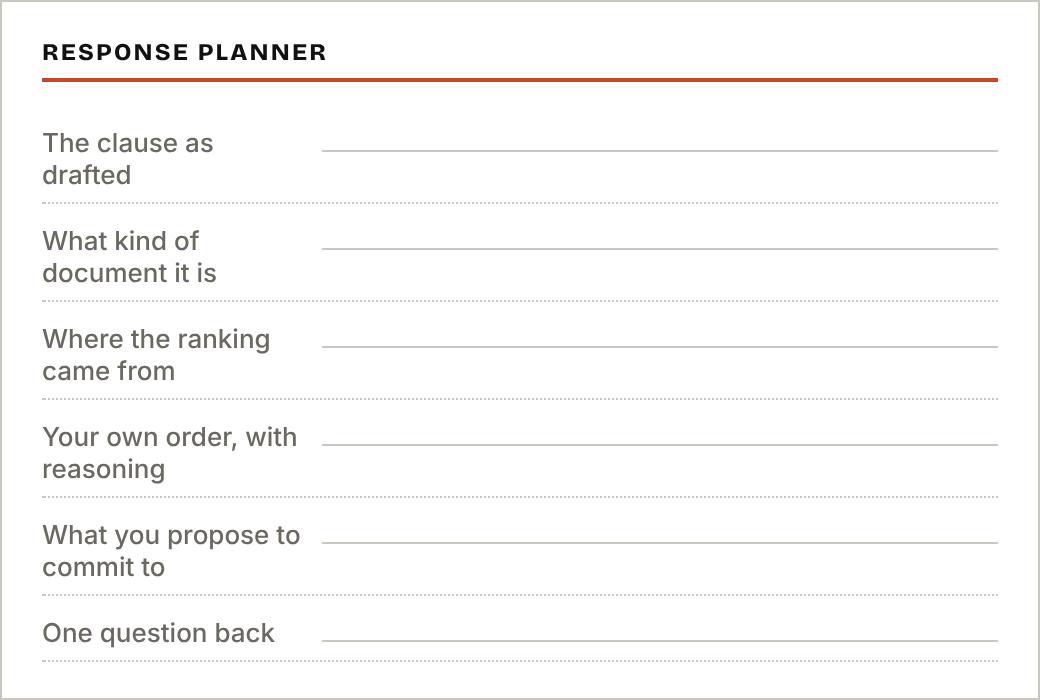 RESPONSE PLANNER
The clause as
drafted
What kind of
document it is
Where the ranking
came from
Your own order, with
reasoning
What you propose to
commit to
One question back